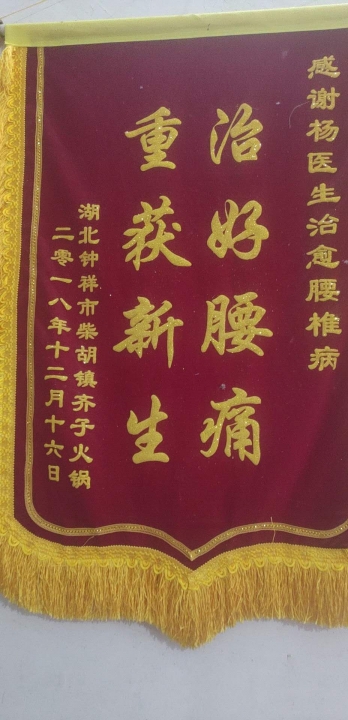 感谢杨医生治愈腰椎病
治好腰痛
重获新生
湖北钟祥市柴胡镇齐子火锅
二零一八年十二月十六日